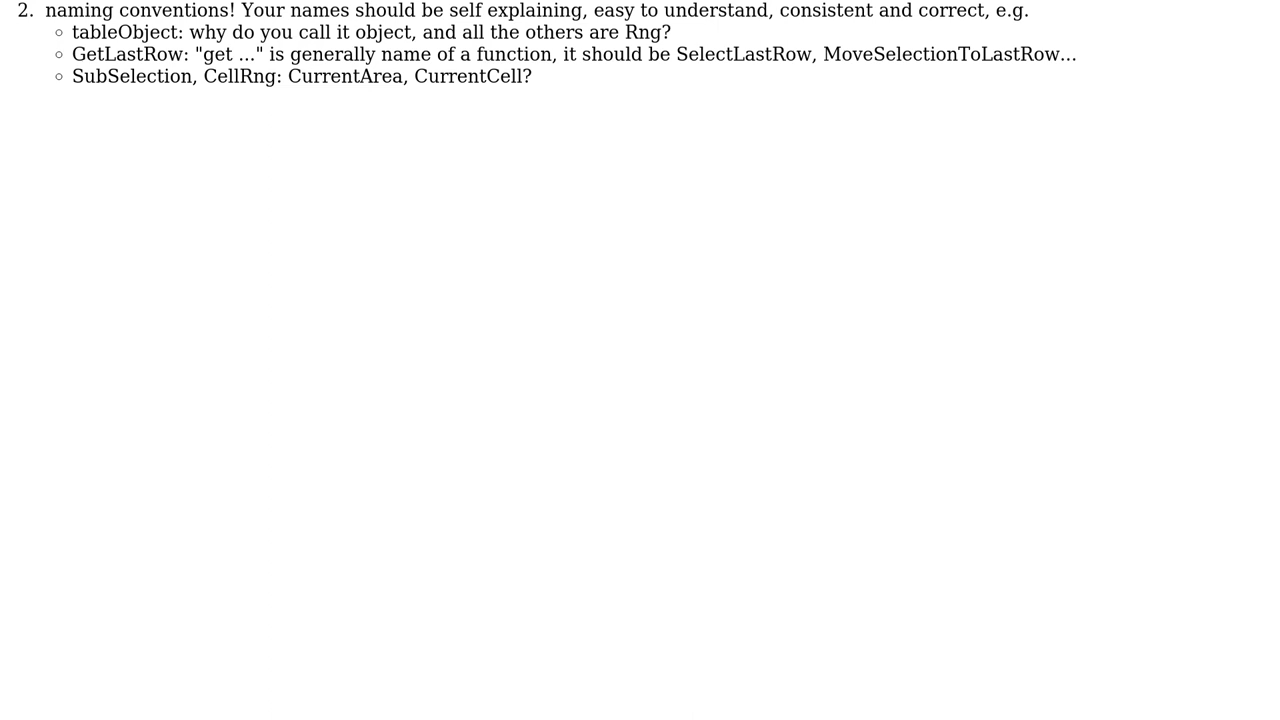 2. naming conventions! Your names should be self explaining, easy to understand, consistent and correct, e.g.
◦ tableObject: why do you call it object, and all the others are Rng?
◦ GetLastRow: "get ..." is generally name of a function, it should be SelectLastRow, MoveSelectionToLastRow...
◦ SubSelection, CellRng: CurrentArea, CurrentCell?